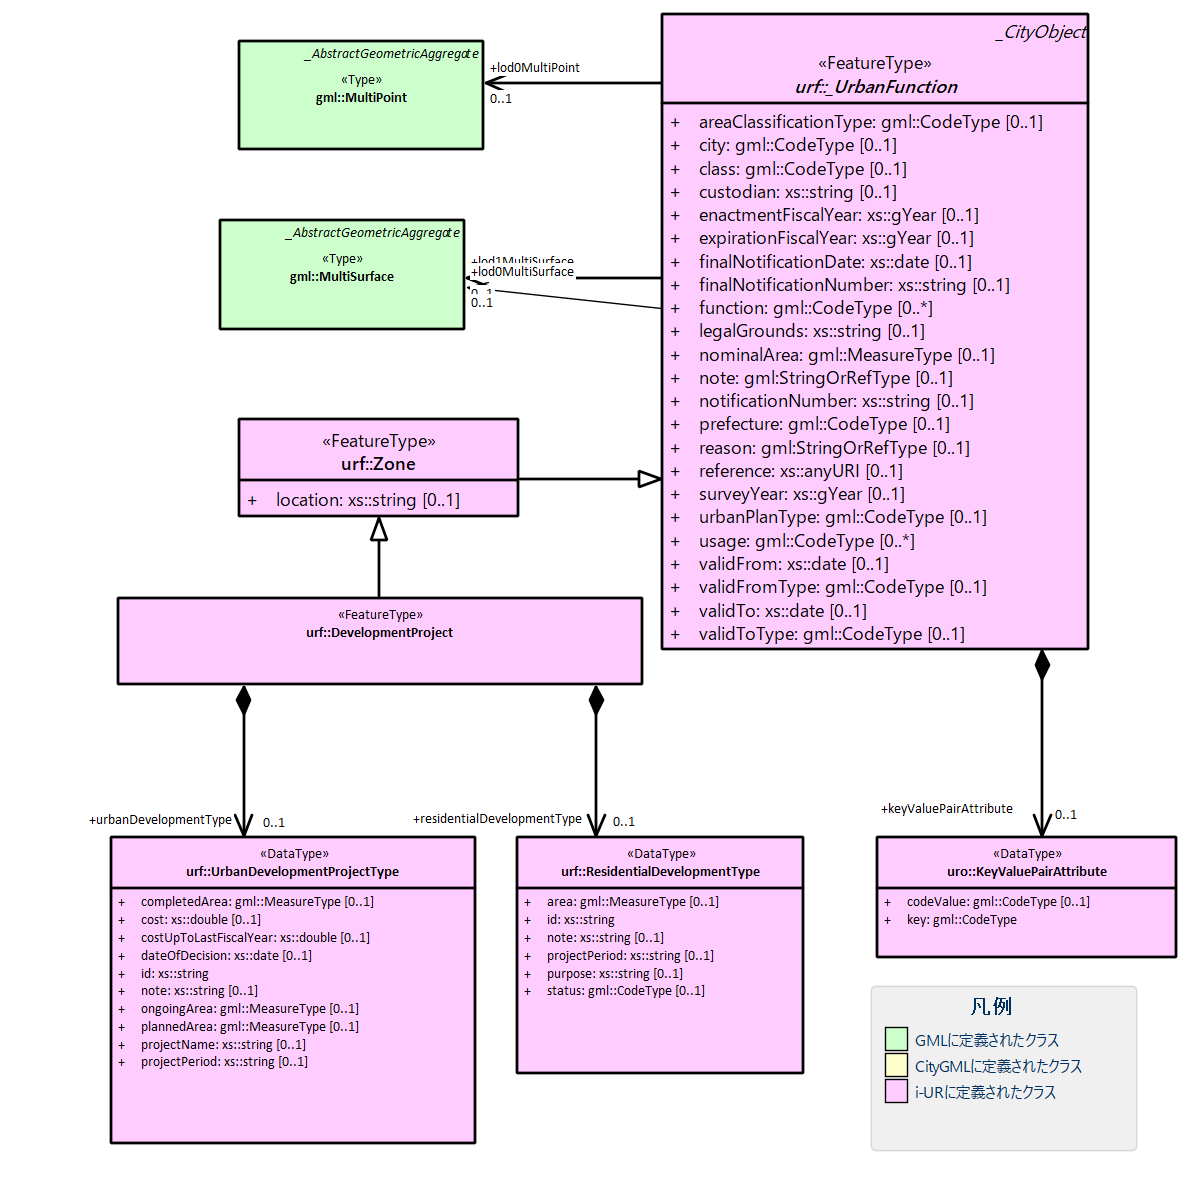 _AbstractGeometricAggregate
«Type»
gml::MultiPoint
+lod0MultiPoint
0..1
_CityObject
«FeatureType»
urf::_UrbanFunction
+ areaClassificationType: gml::CodeType [0..1]
+ city: gml::CodeType [0..1]
+ class: gml::CodeType [0..1]
+ custodian: xs::string [0..1]
+ enactmentFiscalYear: xs::gYear [0..1]
+ expirationFiscalYear: xs::gYear [0..1]
+ finalNotificationDate: xs::date [0..1]
+ finalNotificationNumber: xs::string [0..1]
+ function: gml::CodeType [0..*]
+ legalGrounds: xs::string [0..1]
+ nominalArea: gml::MeasureType [0..1]
+ note: gml:StringOrRefType [0..1]
+ notificationNumber: xs::string [0..1]
+ prefecture: gml::CodeType [0..1]
+ reason: gml:StringOrRefType [0..1]
+ reference: xs::anyURI [0..1]
+ surveyYear: xs::gYear [0..1]
+ urbanPlanType: gml::CodeType [0..1]
+ usage: gml::CodeType [0..*]
+ validFrom: xs::date [0..1]
+ validFromType: gml::CodeType [0..1]
+ validTo: xs::date [0..1]
+ validToType: gml::CodeType [0..1]
_AbstractGeometricAggregate
«Type»
gml::MultiSurface
+lod1MultiSurface
+lod0MultiSurface
0..1
0..1
«FeatureType»
urf::Zone
+ location: xs::string [0..1]
«FeatureType»
urf::DevelopmentProject
+urbanDevelopmentType
0..1
+residentialDevelopmentType
0..1
+keyValuePairAttribute
0..1
«DataType»
urf::UrbanDevelopmentProjectType
+ completedArea: gml::MeasureType [0..1]
+ cost: xs::double [0..1]
+ costUpToLastFiscalYear: xs::double [0..1]
+ dateOfDecision: xs::date [0..1]
+ id: xs::string
+ note: xs::string [0..1]
+ ongoingArea: gml::MeasureType [0..1]
+ plannedArea: gml::MeasureType [0..1]
+ projectName: xs::string [0..1]
+ projectPeriod: xs::string [0..1]
«DataType»
urf::ResidentialDevelopmentType
+ area: gml::MeasureType [0..1]
+ id: xs::string
+ note: xs::string [0..1]
+ projectPeriod: xs::string [0..1]
+ purpose: xs::string [0..1]
+ status: gml::CodeType [0..1]
«DataType»
uro::KeyValuePairAttribute
+ codeValue: gml::CodeType [0..1]
+ key: gml::CodeType
凡例
GMLに定義されたクラス
CityGMLに定義されたクラス
i-URに定義されたクラス